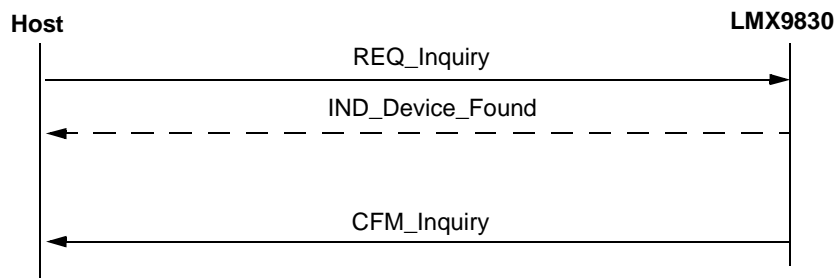 Host
LMX9830
REQ_Inquiry
IND_Device_Found
CFM_Inquiry